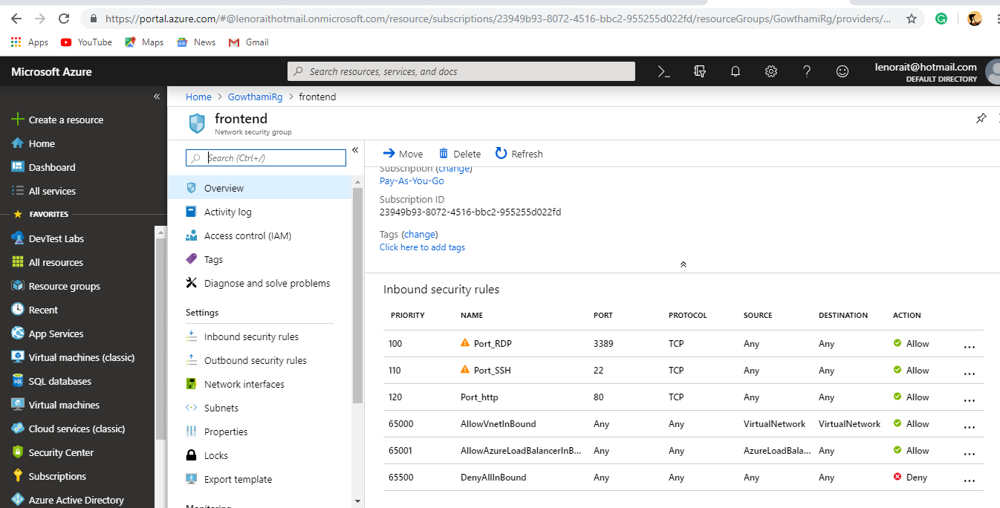 https://portal.azure.com/#@lenoraithotmail.onmicrosoft.com/resource/subscriptions/23949b93-8072-4516-bbc2-955255d022fd/resourceGroups/GowthamiRg/providers/...
Apps YouTube Maps News Gmail
Microsoft Azure
Search resources, services, and docs
lenorait@hotmail.com
DEFAULT DIRECTORY
Create a resource
Home
Dashboard
All services
FAVORITES
DevTest Labs
All resources
Resource groups
Recent
App Services
Virtual machines (classic)
SQL databases
Virtual machines
Cloud services (classic)
Security Center
Subscriptions
Azure Active Directory
Home > GowthamiRg > frontend
frontend
Network security group
Search (Ctrl+/)
Overview
Activity log
Access control (IAM)
Tags
Diagnose and solve problems
Settings
Inbound security rules
Outbound security rules
Network interfaces
Subnets
Properties
Locks
Export template
Monitoring
Move Delete Refresh
Subscription (change)
Pay-As-You-Go
Subscription ID
23949b93-8072-4516-bbc2-955255d022fd
Tags (change)
Click here to add tags
Inbound security rules
PRIORITY NAME PORT PROTOCOL SOURCE DESTINATION ACTION
100 Port_RDP 3389 TCP Any Any Allow ...
110 Port_SSH 22 TCP Any Any Allow ...
120 Port_http 80 TCP Any Any Allow ...
65000 AllowVnetInBound Any Any VirtualNetwork VirtualNetwork Allow ...
65001 AllowAzureLoadBalancerInB... Any Any AzureLoadBala... Any Allow ...
65500 DenyAllInBound Any Any Any Any Deny ...